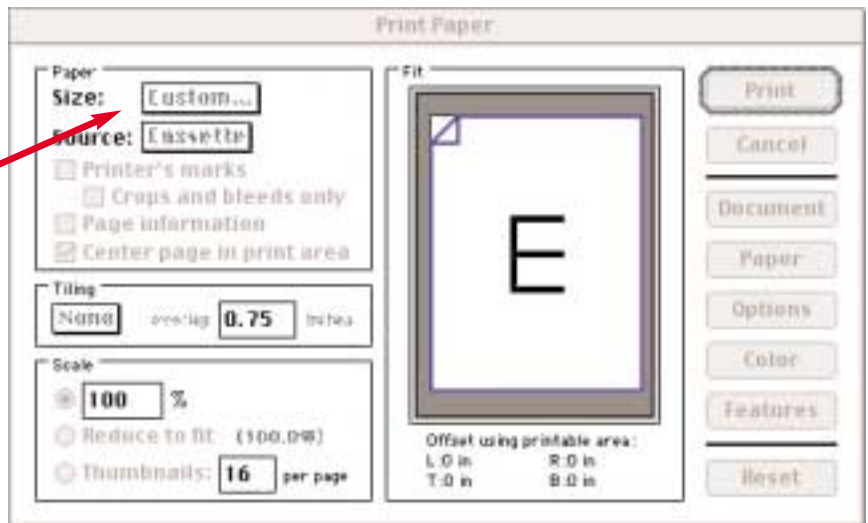 Print Paper
Paper
Size: Custom...
Source: Cassette
Printer's marks
Crops and bleeds only
Page information
Center page in print area
Tiling
None overlap 0.75 inches
Scale
100 %
Reduce to fit (100.0%)
Thumbnails: 16 per page
Fit
E
Offset using printable area:
L:0 in R:0 in
T:0 in B:0 in
Print
Cancel
Document
Paper
Options
Color
Features
Reset